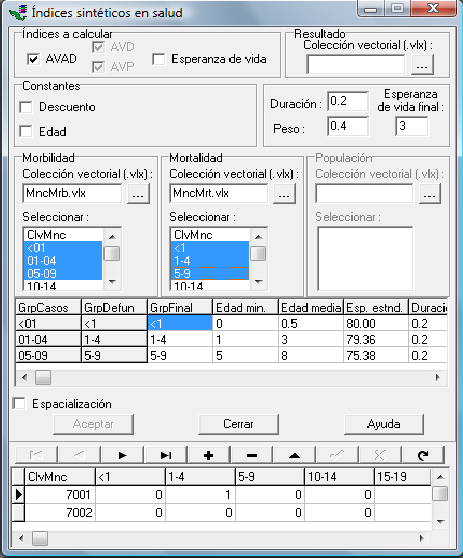 Índices sintéticos en salud
Índices a calcular
AVAD
AVD
AVP
Esperanza de vida
Resultado
Colección vectorial (.vlx) :
...
Constantes
Descuento
Edad
Duración : 0.2
Peso : 0.4
Esperanza
de vida final :
3
Morbilidad
Colección vectorial (.vlx) :
MncMrb.vlx ...
Seleccionar :
ClvMnc
<01
01-04
05-09
10-14
Mortalidad
Colección vectorial (.vlx) :
MncMrt.vlx ...
Seleccionar :
ClvMnc
<1
1-4
5-9
10-14
Población
Colección vectorial (.vlx) :
...
Seleccionar :
GrpCasos GrpDefun GrpFinal Edad min. Edad media Esp. estnd. Duració
<01 <1 <1 0 0.5 80.00 0.2
01-04 1-4 1-4 1 3 79.36 0.2
05-09 5-9 5-9 5 8 75.38 0.2
Espacialización
Aceptar Cerrar Ayuda
ClvMnc <1 1-4 5-9 10-14 15-19
7001 0 1 0 0
7002 0 0 0 0